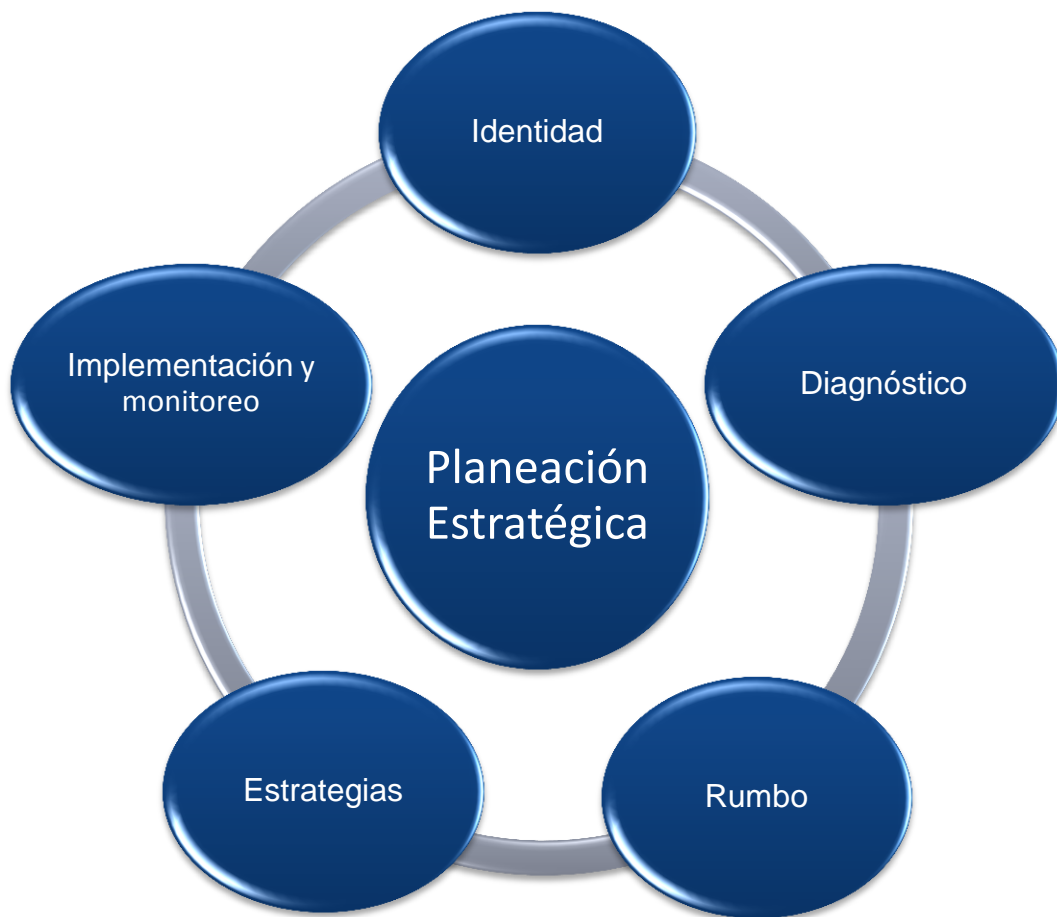 Identidad
Diagnóstico
Rumbo
Estrategias
Implementación y
monitoreo
Planeación
Estratégica